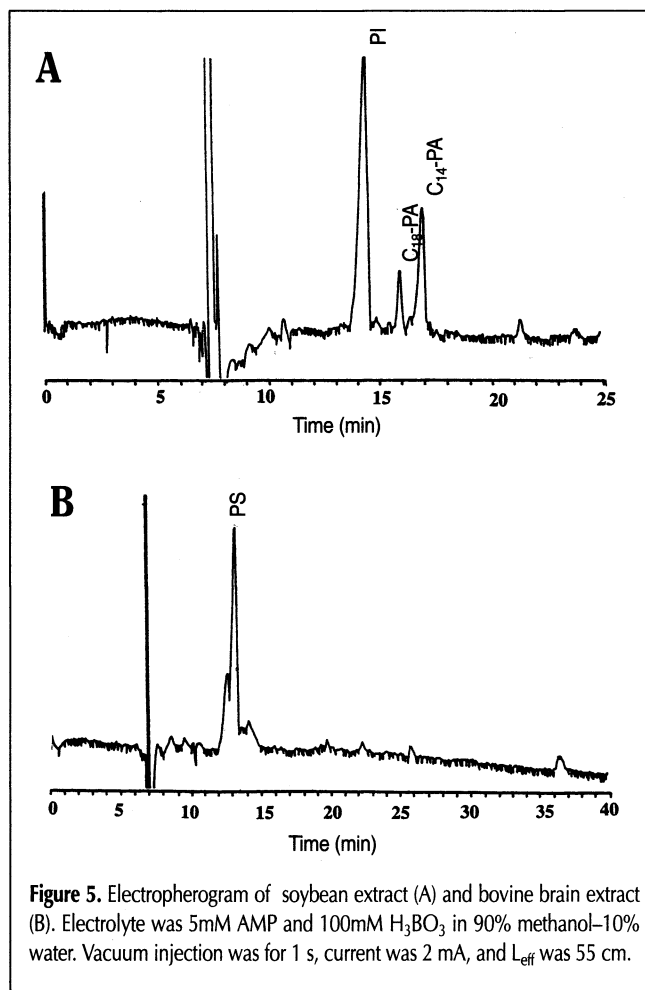 A
PI
C₁₈-PA
C₁₄-PA
0 5 10 15 20 25
Time (min)
B
PS
0 5 10 15 20 25 30 35 40
Time (min)
Figure 5. Electropherogram of soybean extract (A) and bovine brain extract
(B). Electrolyte was 5mM AMP and 100mM H₃BO₃ in 90% methanol–10%
water. Vacuum injection was for 1 s, current was 2 mA, and L_eff was 55 cm.